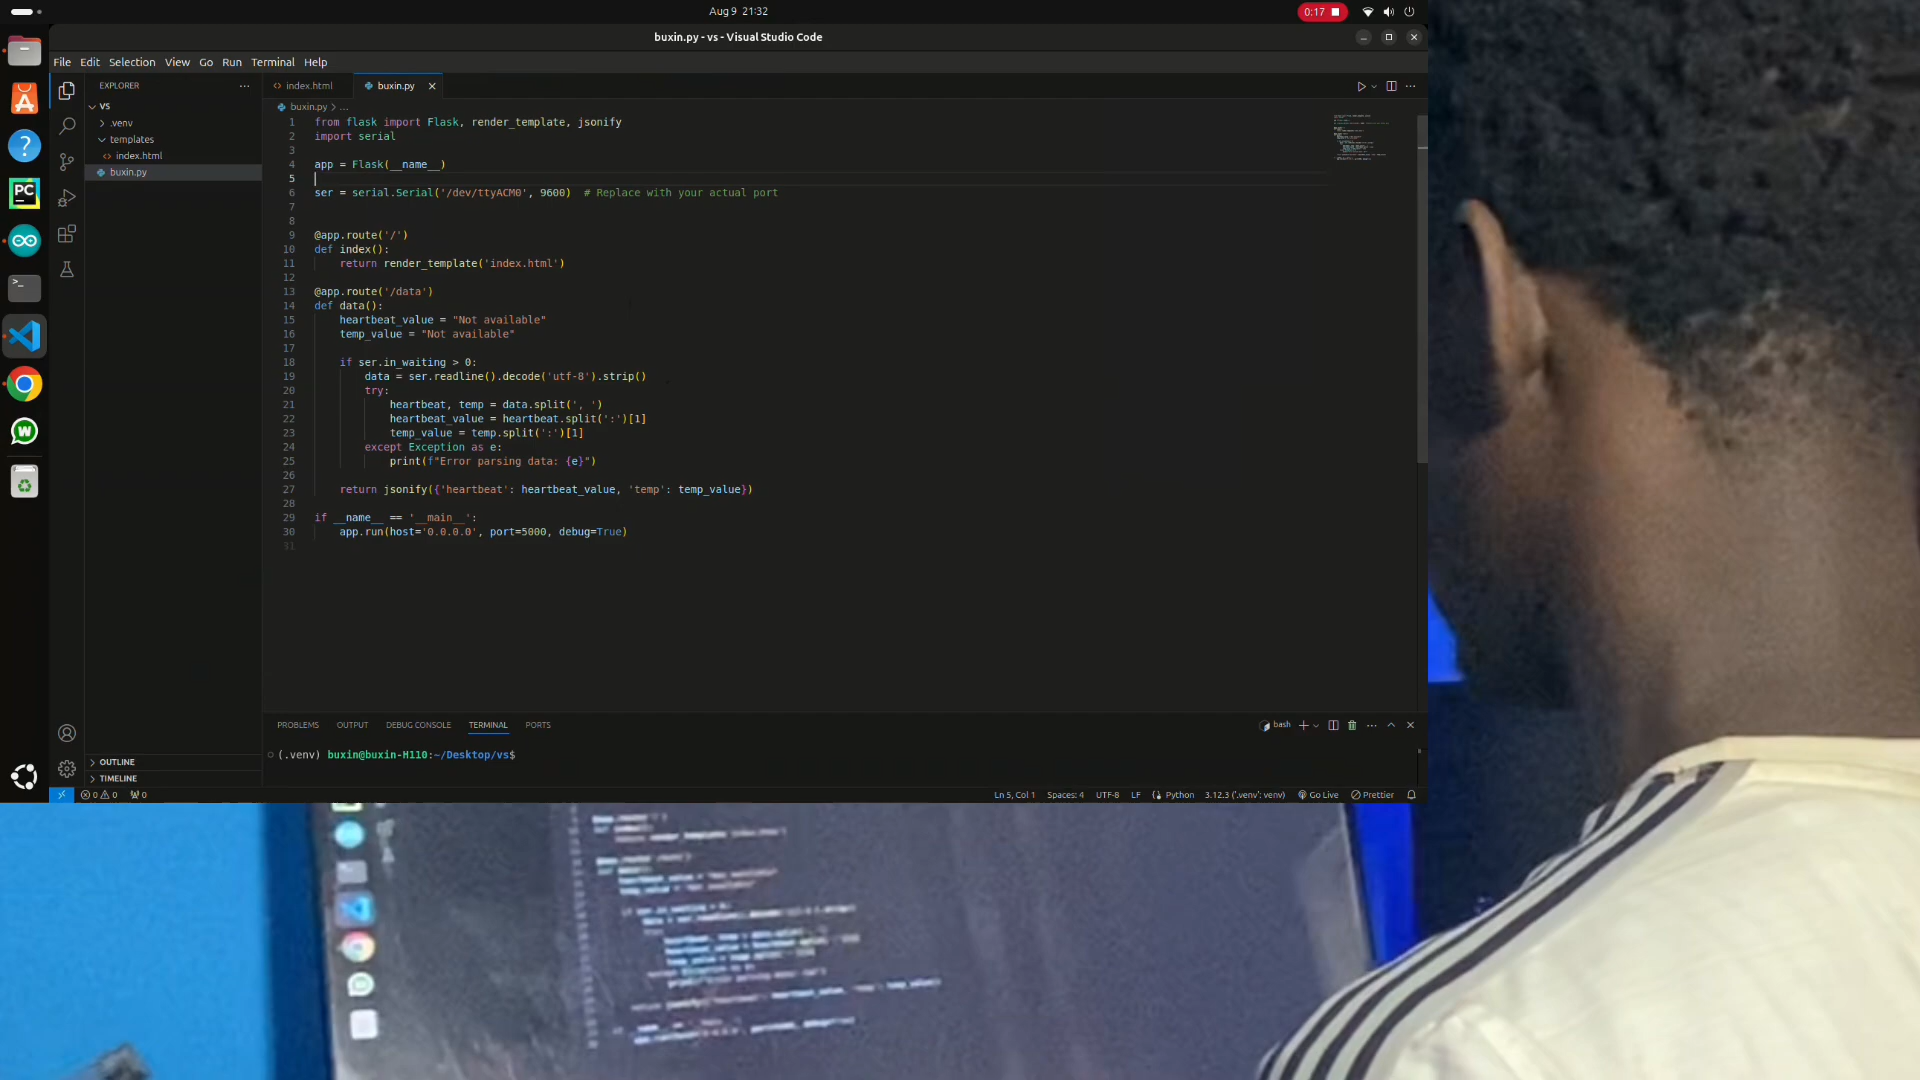 Aug 9 21:32
0:17
buxin.py - vs - Visual Studio Code
File Edit Selection View Go Run Terminal Help
EXPLORER
index.html
buxin.py
VS
.venv
templates
index.html
buxin.py
buxin.py > ...
1 from flask import Flask, render_template, jsonify
2 import serial
3
4 app = Flask(__name__)
5
6 ser = serial.Serial('/dev/ttyACM0', 9600)  # Replace with your actual port
7
8
9 @app.route('/')
10 def index():
11     return render_template('index.html')
12
13 @app.route('/data')
14 def data():
15     heartbeat_value = "Not available"
16     temp_value = "Not available"
17
18     if ser.in_waiting > 0:
19         data = ser.readline().decode('utf-8').strip()
20         try:
21             heartbeat, temp = data.split(', ')
22             heartbeat_value = heartbeat.split(':')[1]
23             temp_value = temp.split(':')[1]
24         except Exception as e:
25             print(f"Error parsing data: {e}")
26
27     return jsonify({'heartbeat': heartbeat_value, 'temp': temp_value})
28
29 if __name__ == '__main__':
30     app.run(host='0.0.0.0', port=5000, debug=True)
31
PROBLEMS OUTPUT DEBUG CONSOLE TERMINAL PORTS
bash
(.venv) buxin@buxin-H110:~/Desktop/vs$
OUTLINE
TIMELINE
0 0 0
Ln 5, Col 1 Spaces: 4 UTF-8 LF Python 3.12.3 ('.venv': venv) Go Live Prettier